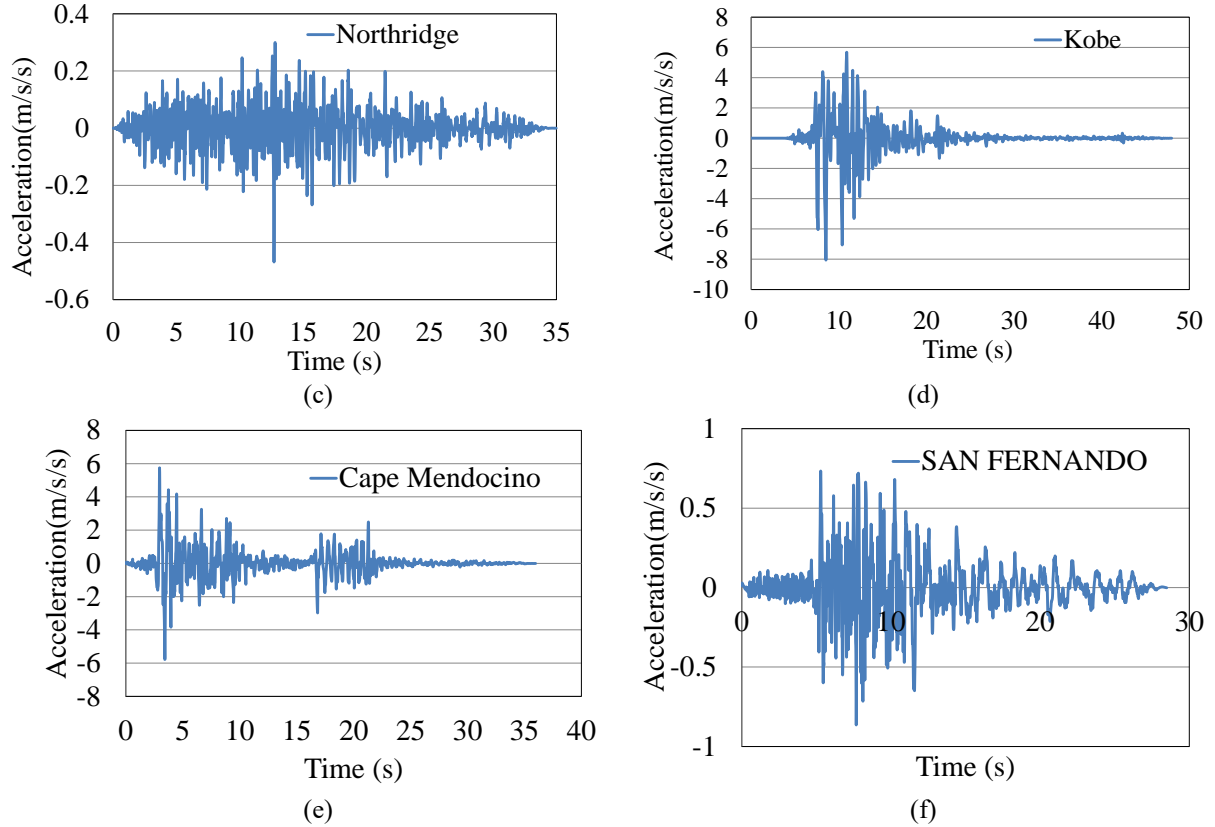 0.4
0.2
0
-0.2
-0.4
-0.6
Acceleration(m/s/s)
Northridge
0 5 10 15 20 25 30 35
Time (s)
(c)
8
6
4
2
0
-2
-4
-6
-8
-10
Acceleration(m/s/s)
Kobe
0 10 20 30 40 50
Time (s)
(d)
8
6
4
2
0
-2
-4
-6
-8
Acceleration(m/s/s)
Cape Mendocino
0 5 10 15 20 25 30 35 40
Time (s)
(e)
1
0.5
0
-0.5
-1
Acceleration(m/s/s)
SAN FERNANDO
0 10 20 30
Time (s)
(f)